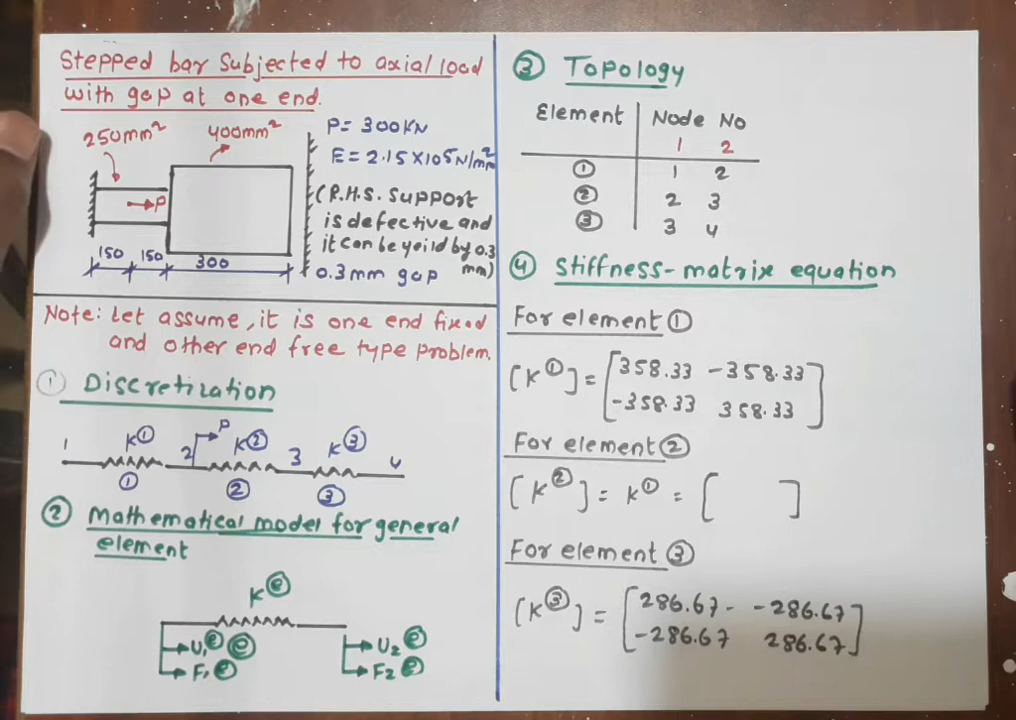 Stepped bar Subjected to axial load
with gap at one end.
250mm²
400mm²
P
150 150 300
P = 300KN
E = 2.15×10⁵N/mm²
(R.H.S. Support
is defective and
it can be yeild by 0.3
mm)
0.3mm gap
Note: Let assume, it is one end fixed
and other end free type problem.
① Discretization
1 K① 2 P K② 3 K③ 4
① ② ③
② Mathematical model for general
element
K ⓔ
U₁ ⓔ ⓔ U₂ ⓔ
F₁ ⓔ F₂ ⓔ
③ Topology
Element Node No
1 2
① 1 2
② 2 3
③ 3 4
④ Stiffness-matrix equation
For element ①
[K①] = [358.33 -358.33
-358.33 358.33]
For element ②
[K②] = K① = [ ]
For element ③
[K③] = [286.67- -286.67
-286.67 286.67]